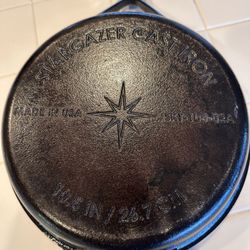 STARGAZER CAST IRON
MADE IN USA
10.5 IN / 26.7 CM